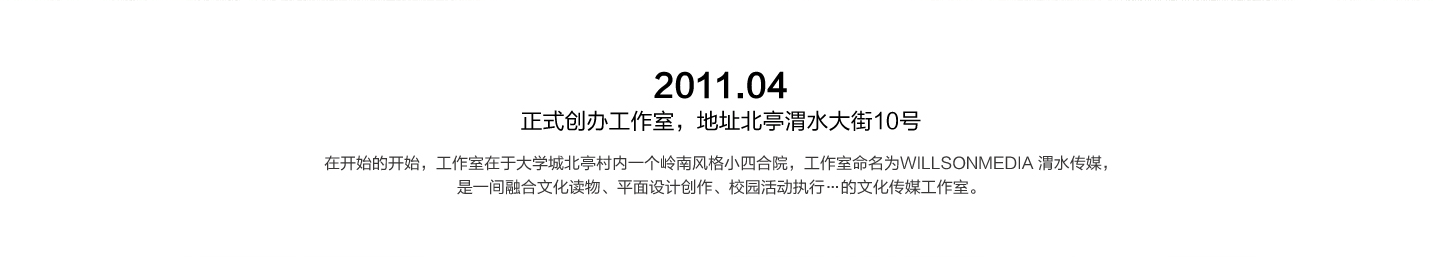 2011.04
正式创办工作室，地址北亭渭水大街10号
在开始的开始，工作室在于大学城北亭村内一个岭南风格小四合院，工作室命名为WILLSONMEDIA 渭水传媒，
是一间融合文化读物、平面设计创作、校园活动执行…的文化传媒工作室。